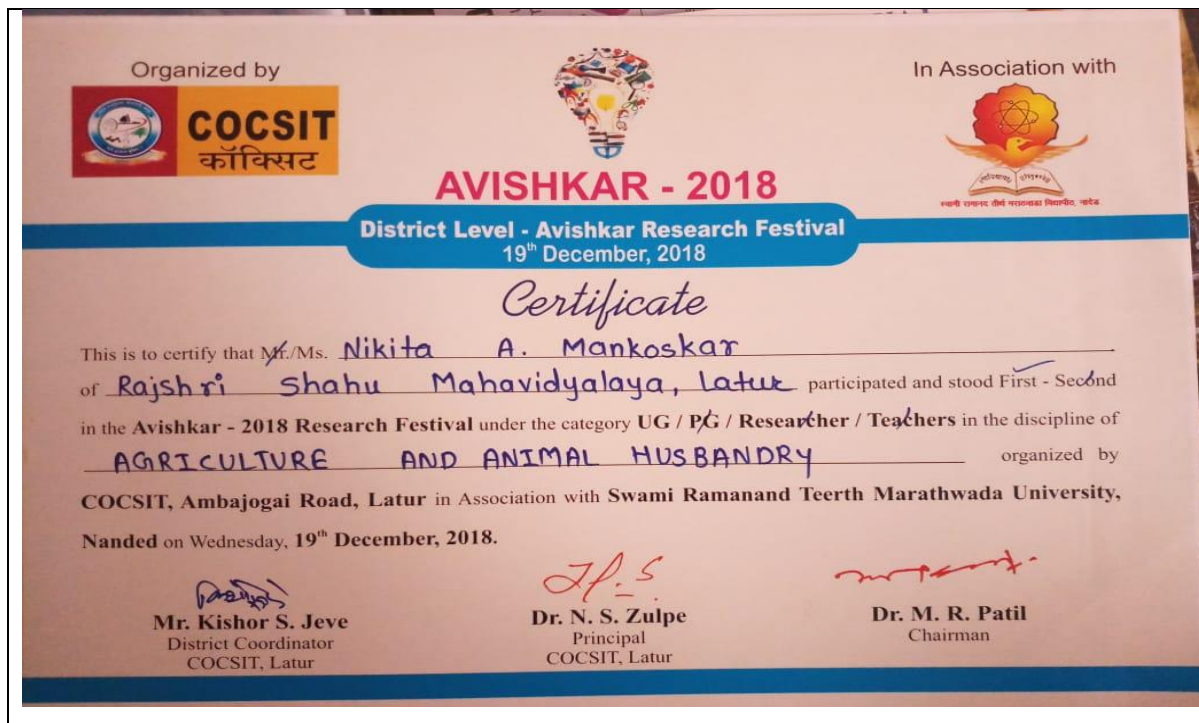 Organized by
In Association with
COCSIT
कॉक्सिट
AVISHKAR - 2018
स्वामी रामानंद तीर्थ मराठवाडा विद्यापीठ, नांदेड
District Level - Avishkar Research Festival
19th December, 2018
Certificate
This is to certify that Mr./Ms. Nikita A. Mankoskar
of Rajshri Shahu Mahavidyalaya, Latur participated and stood First - Second
in the Avishkar - 2018 Research Festival under the category UG / PG / Researcher / Teachers in the discipline of
AGRICULTURE AND ANIMAL HUSBANDRY organized by
COCSIT, Ambajogai Road, Latur in Association with Swami Ramanand Teerth Marathwada University,
Nanded on Wednesday, 19th December, 2018.
Mr. Kishor S. Jeve
Dr. N. S. Zulpe
Dr. M. R. Patil
District Coordinator
Principal
Chairman
COCSIT, Latur
COCSIT, Latur